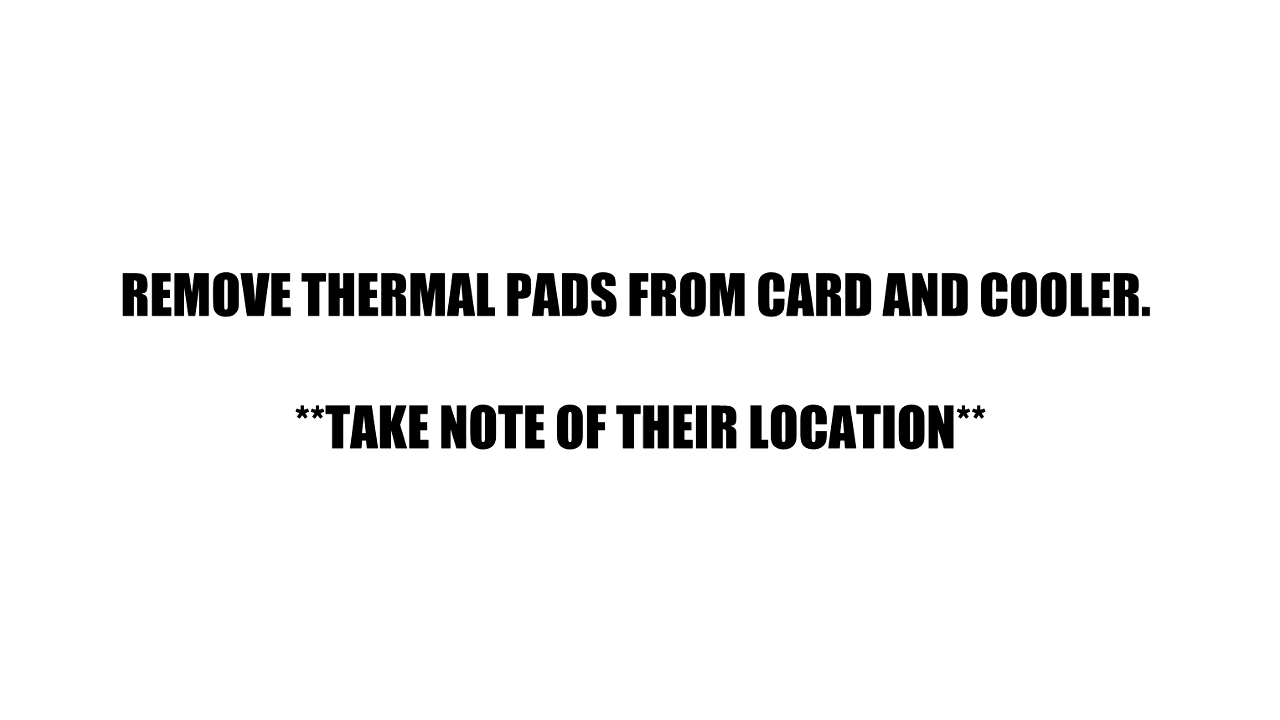 REMOVE THERMAL PADS FROM CARD AND COOLER.
**TAKE NOTE OF THEIR LOCATION**